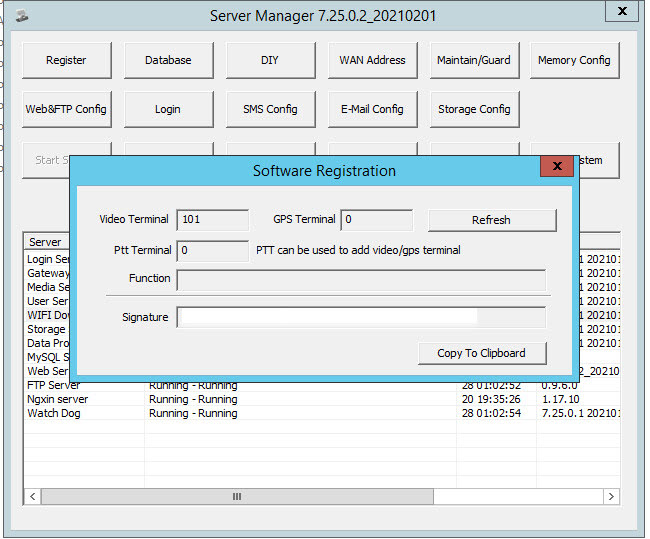 Server Manager 7.25.0.2_20210201
x
Register Database DIY WAN Address Maintain/Guard Memory Config
Web&FTP Config Login SMS Config E-Mail Config Storage Config
Start S stem
Software Registration
x
Video Terminal 101 GPS Terminal 0 Refresh
Ptt Terminal 0 PTT can be used to add video/gps terminal
Function
Signature
Copy To Clipboard
Server
Login Se 1 20210
Gateway 1 20210
Media Se 1 20210
User Ser 1 20210
WIFI Do 1 20210
Storage 1 20210
Data Pro 1 20210
MySQL S
Web Serv 2_20210
FTP Server Running - Running 28 01:02:52 0.9.6.0
Ngxin server Running - Running 20 19:35:26 1.17.10
Watch Dog Running - Running 28 01:02:54 7.25.0.1 20210